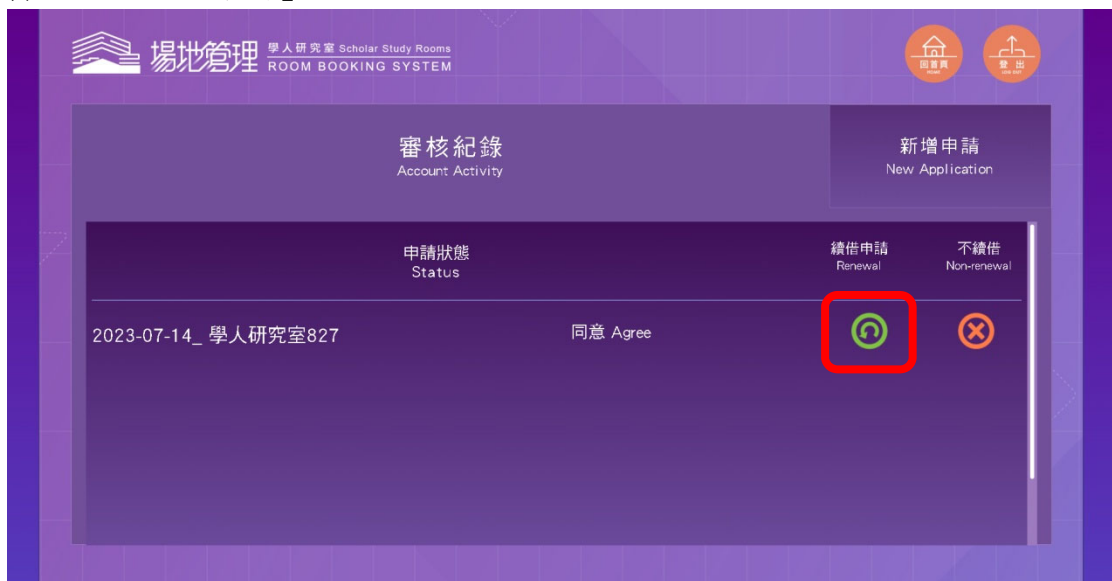 場地管理 學人研究室 Scholar Study Rooms
ROOM BOOKING SYSTEM
回首頁
HOME
登出
LOG OUT
審核紀錄
Account Activity
新增申請
New Application
申請狀態
Status
續借申請
Renewal
不續借
Non-renewal
2023-07-14_ 學人研究室827 同意 Agree